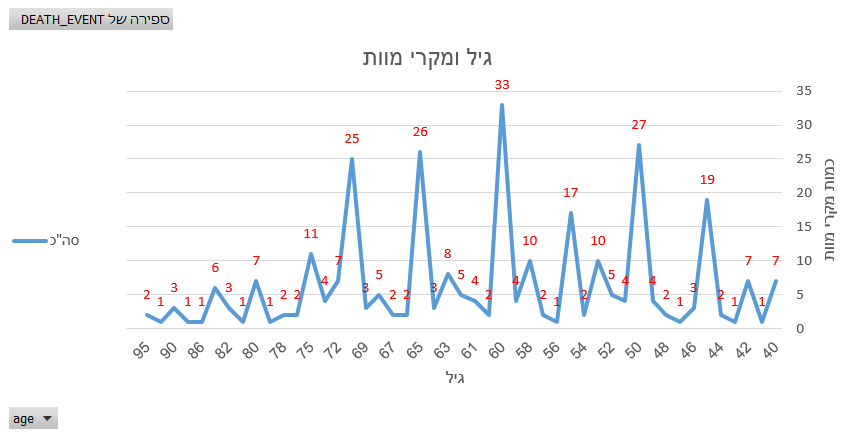 ספירה של DEATH_EVENT
גיל ומקרי מוות
35
30
25
20
15
10
5
0
כמות מקרי מוות
2 1 3 1 1 6 3 1 7 1 2 2 11 4 7 25 3 5 2 2 26 3 8 5 4 2 33 4 10 2 1 17 2 10 5 4 27 4 2 1 3 19 2 1 7 1 7
סה"כ
95 90 86 82 80 78 75 72 69 67 65 63 61 60 58 56 54 52 50 48 46 44 42 40
גיל
age